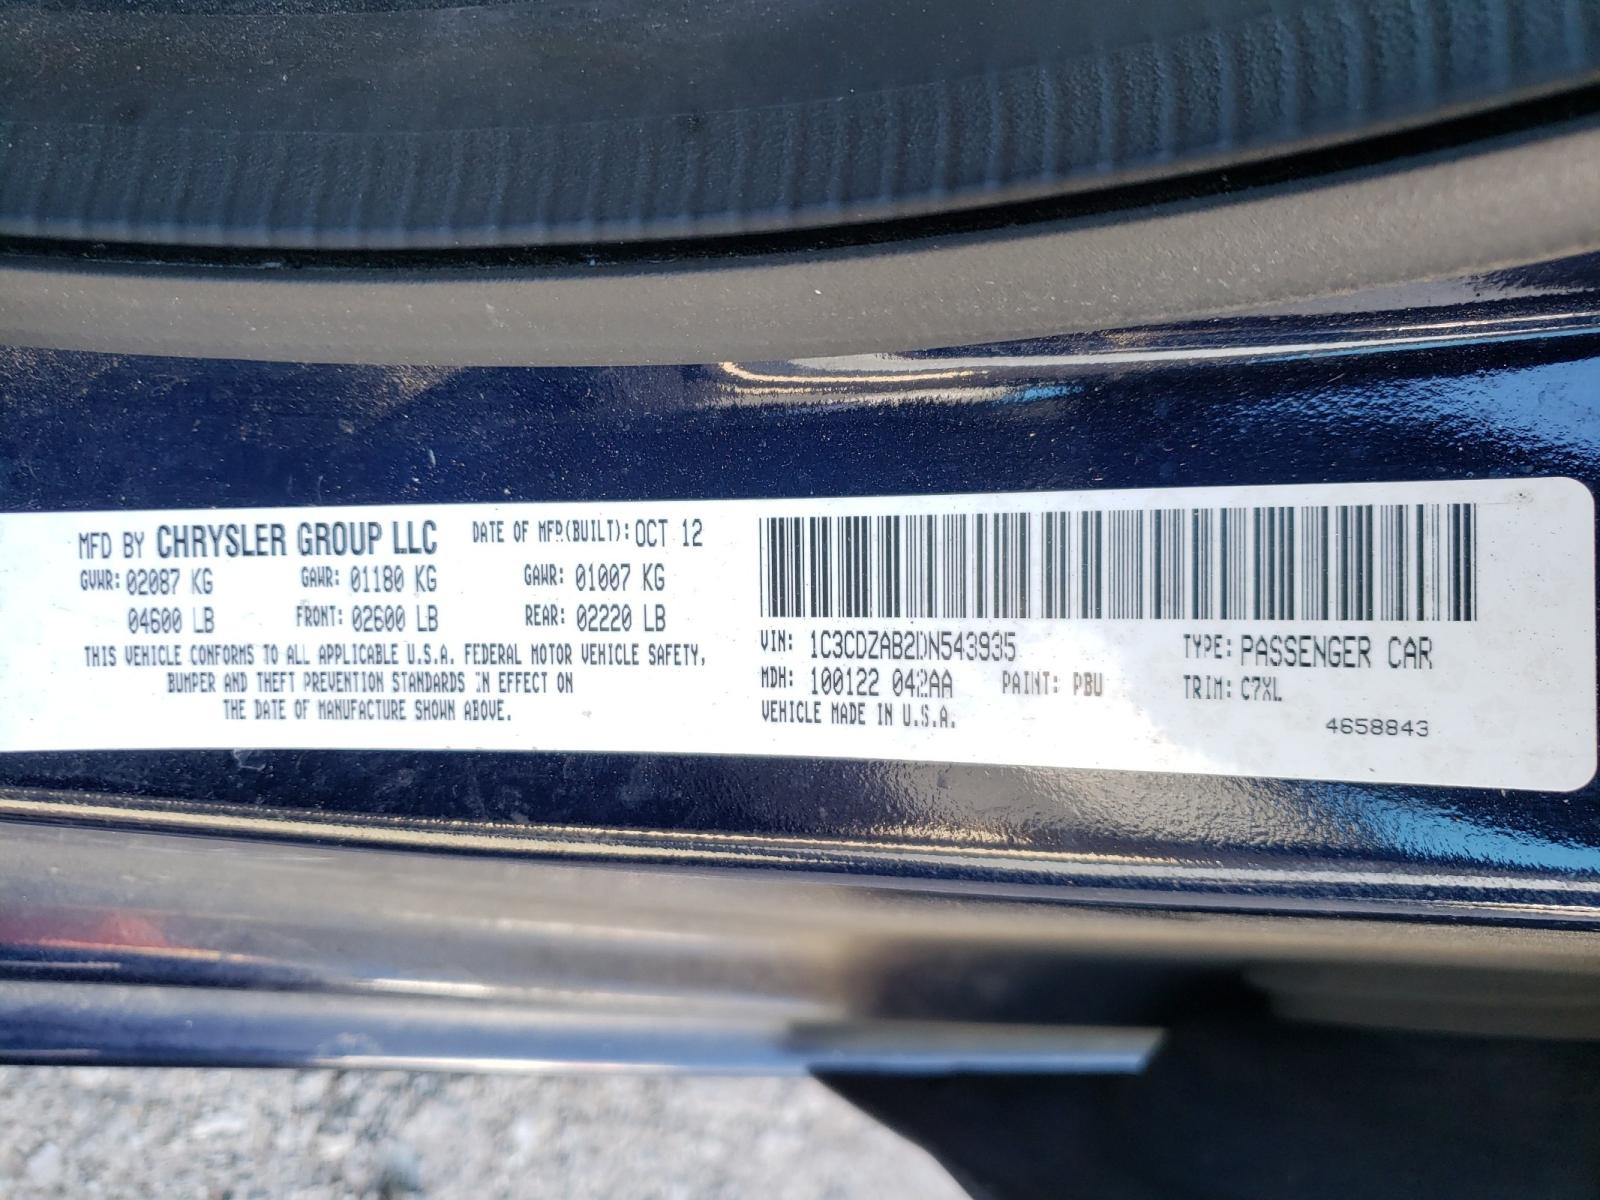 MFD BY CHRYSLER GROUP LLC DATE OF MFR(BUILT): OCT 12
GVWR: 02087 KG GAWR: 01180 KG GAWR: 01007 KG
04600 LB FRONT: 02600 LB REAR: 02220 LB
THIS VEHICLE CONFORMS TO ALL APPLICABLE U.S.A. FEDERAL MOTOR VEHICLE SAFETY,
BUMPER AND THEFT PREVENTION STANDARDS IN EFFECT ON
THE DATE OF MANUFACTURE SHOWN ABOVE.
VIN: 1C3CDZAB2DN543935 TYPE: PASSENGER CAR
MDH: 100122 042AA PAINT: PBU TRIM: C7XL
VEHICLE MADE IN U.S.A.
4658843